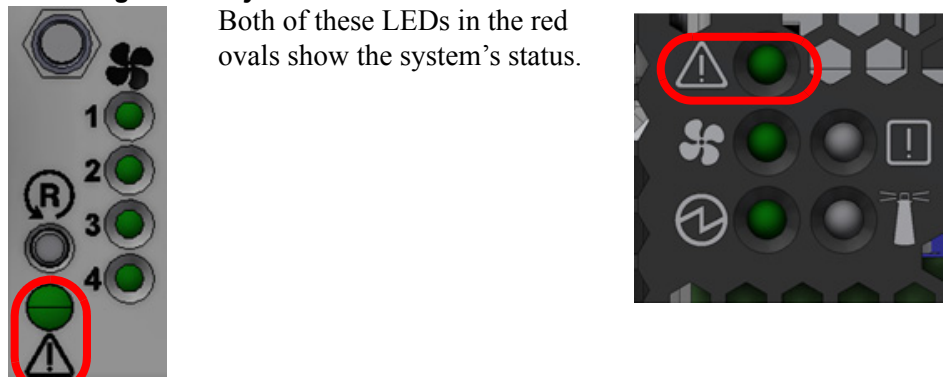 Both of these LEDs in the red
ovals show the system’s status.
1
2
R
3
4